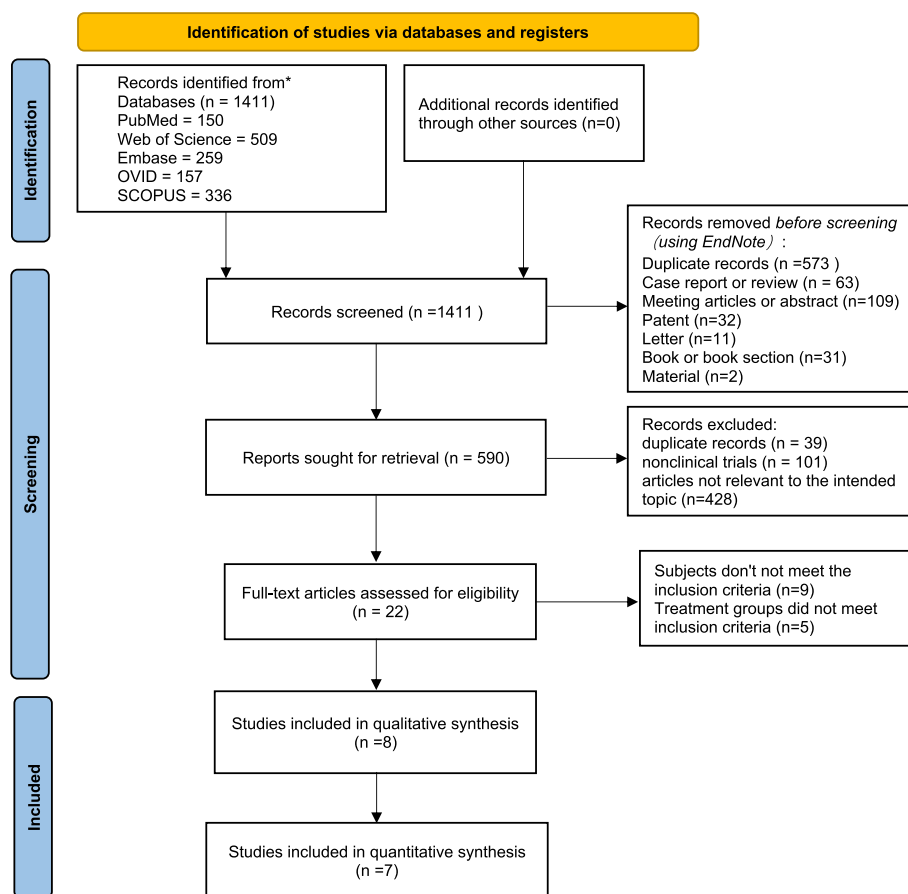 Identification of studies via databases and registers
Identification
Records identified from*
Databases (n = 1411)
PubMed = 150
Web of Science = 509
Embase = 259
OVID = 157
SCOPUS = 336
Additional records identified
through other sources (n=0)
Records removed before screening
（using EndNote）:
Duplicate records (n =573 )
Case report or review (n = 63)
Meeting articles or abstract (n=109)
Patent (n=32)
Letter (n=11)
Book or book section (n=31)
Material (n=2)
Screening
Records screened (n =1411 )
Reports sought for retrieval (n = 590)
Records excluded:
duplicate records (n = 39)
nonclinical trials (n = 101)
articles not relevant to the intended
topic (n=428)
Full-text articles assessed for eligibility
(n = 22)
Subjects don't not meet the
inclusion criteria (n=9)
Treatment groups did not meet
inclusion criteria (n=5)
Included
Studies included in qualitative synthesis
(n =8)
Studies included in quantitative synthesis
(n =7)